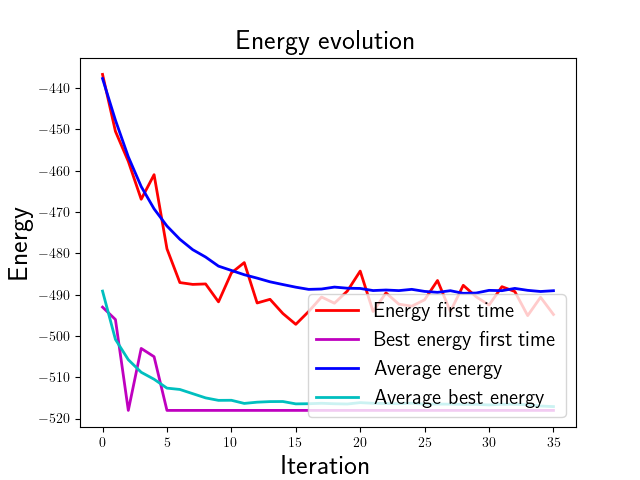 Energy evolution
Energy
−440
−450
−460
−470
−480
−490
−500
−510
−520
Energy first time
Best energy first time
Average energy
Average best energy
0 5 10 15 20 25 30 35
Iteration